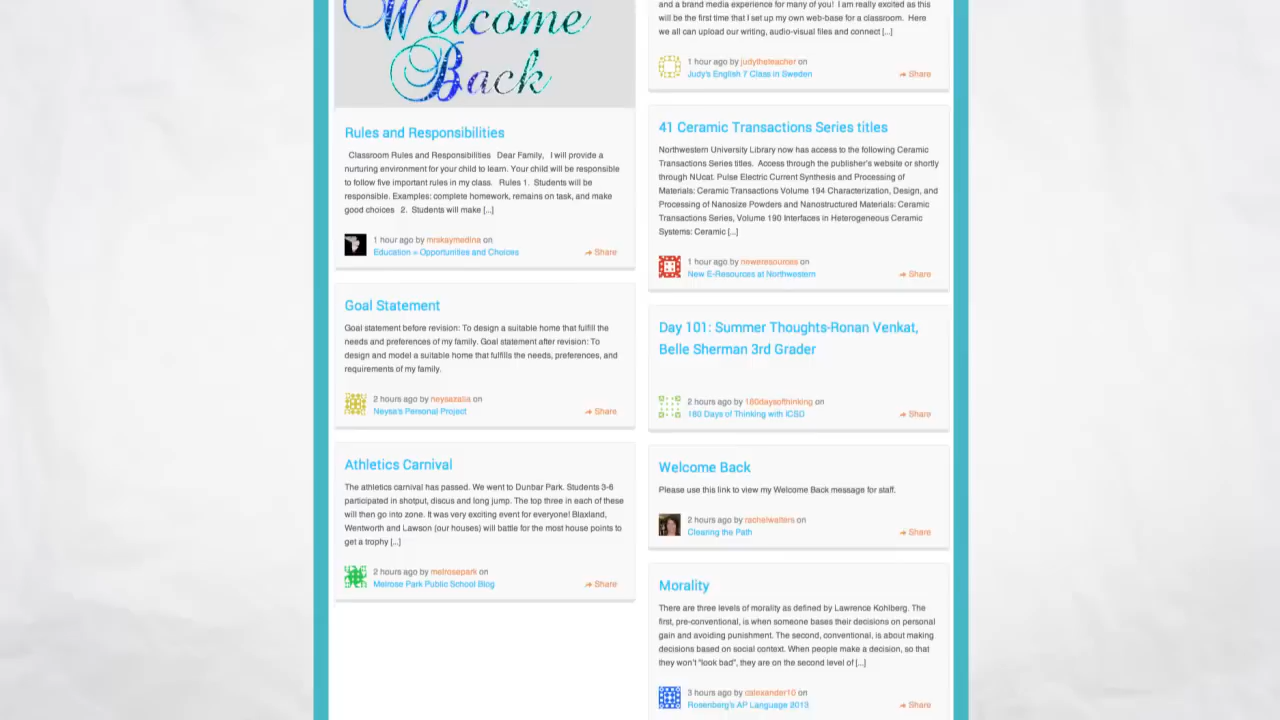 Welcome
Back
Rules and Responsibilities
Classroom Rules and Responsibilities Dear Family, I will provide a
nurturing environment for your child to learn. Your child will be responsible
to follow five important rules in my class. Rules 1. Students will be
responsible. Examples: complete homework, remains on task, and make
good choices 2. Students will make [...]
1 hour ago by mrskaymedina on
Education = Opportunities and Choices
Share
Goal Statement
Goal statement before revision: To design a suitable home that fulfill the
needs and preferences of my family. Goal statement after revision: To
design and model a suitable home that fulfills the needs, preferences, and
requirements of my family.
2 hours ago by neysazalia on
Neysa's Personal Project
Share
Athletics Carnival
The athletics carnival has passed. We went to Dunbar Park. Students 3-6
participated in shotput, discus and long jump. The top three in each of these
will then go into zone. It was very exciting event for everyone! Blaxland,
Wentworth and Lawson (our houses) will battle for the most house points to
get a trophy [...]
2 hours ago by melrosepark on
Melrose Park Public School Blog
Share
and a brand media experience for many of you! I am really excited as this
will be the first time that I set up my own web-base for a classroom. Here
we all can upload our writing, audio-visual files and connect [...]
1 hour ago by judytheteacher on
Judy's English 7 Class in Sweden
Share
41 Ceramic Transactions Series titles
Northwestern University Library now has access to the following Ceramic
Transactions Series titles. Access through the publisher's website or shortly
through NUcat. Pulse Electric Current Synthesis and Processing of
Materials: Ceramic Transactions Volume 194 Characterization, Design, and
Processing of Nanosize Powders and Nanostructured Materials: Ceramic
Transactions Series, Volume 190 Interfaces in Heterogeneous Ceramic
Systems: Ceramic [...]
1 hour ago by neweresources on
New E-Resources at Northwestern
Share
Day 101: Summer Thoughts-Ronan Venkat,
Belle Sherman 3rd Grader
2 hours ago by 180daysofthinking on
180 Days of Thinking with ICSD
Share
Welcome Back
Please use this link to view my Welcome Back message for staff.
2 hours ago by rachelwalters on
Clearing the Path
Share
Morality
There are three levels of morality as defined by Lawrence Kohlberg. The
first, pre-conventional, is when someone bases their decisions on personal
gain and avoiding punishment. The second, conventional, is about making
decisions based on social context. When people make a decision, so that
they won't "look bad", they are on the second level of [...]
3 hours ago by calexander10 on
Rosenberg's AP Language 2013
Share